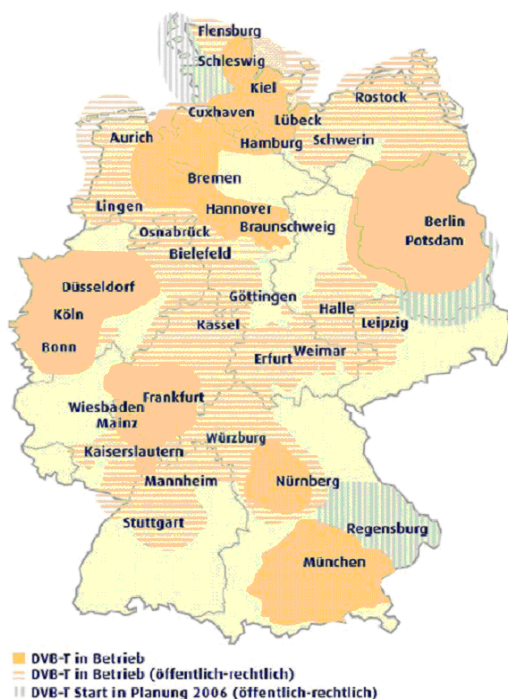 Flensburg
Schleswig
Kiel
Rostock
Cuxhaven
Lübeck
Aurich
Hamburg
Schwerin
Bremen
Lingen
Hannover
Berlin
Osnabrück
Braunschweig
Potsdam
Bielefeld
Düsseldorf
Göttingen
Köln
Kassel
Halle
Leipzig
Bonn
Erfurt
Weimar
Frankfurt
Wiesbaden
Mainz
Würzburg
Kaiserslautern
Mannheim
Nürnberg
Stuttgart
Regensburg
München
DVB-T in Betrieb
DVB-T in Betrieb (öffentlich-rechtlich)
DVB-T Start in Planung 2006 (öffentlich-rechtlich)